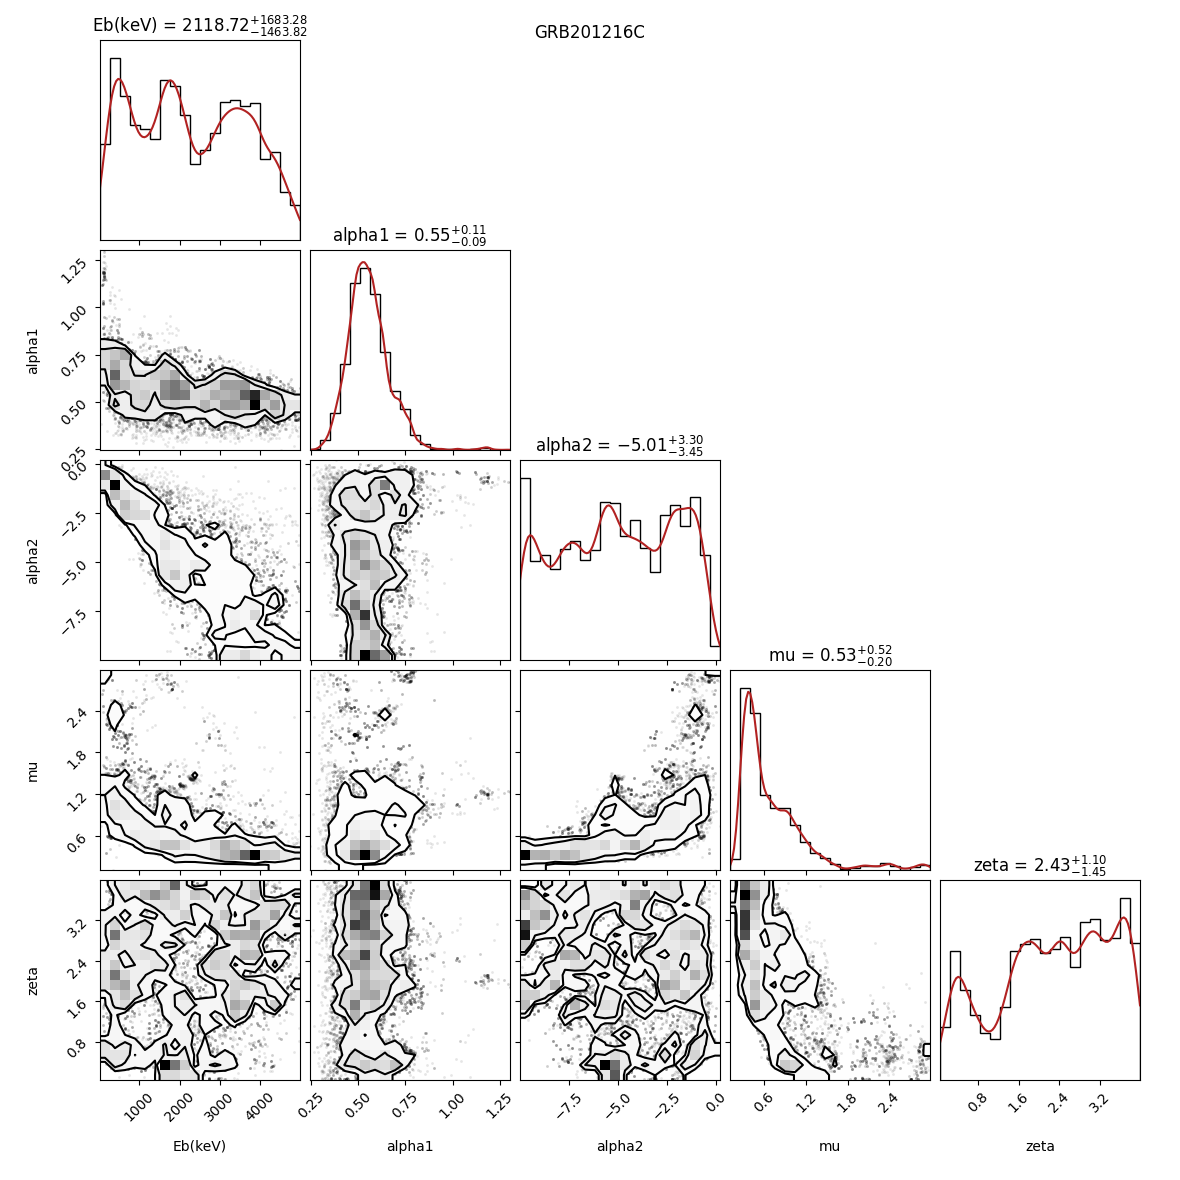 Eb(keV) = 2118.72+1683.28 −1463.82
GRB201216C
alpha1 = 0.55+0.11 −0.09
alpha1
1.25
1.00
0.75
0.50
0.25
alpha2 = −5.01+3.30 −3.45
alpha2
0.0
−2.5
−5.0
−7.5
mu = 0.53+0.52 −0.20
mu
2.4
1.8
1.2
0.6
zeta = 2.43+1.10 −1.45
zeta
3.2
2.4
1.6
0.8
1000 2000 3000 4000
0.25 0.50 0.75 1.00 1.25
−7.5 −5.0 −2.5 0.0
0.6 1.2 1.8 2.4
0.8 1.6 2.4 3.2
Eb(keV) alpha1 alpha2 mu zeta